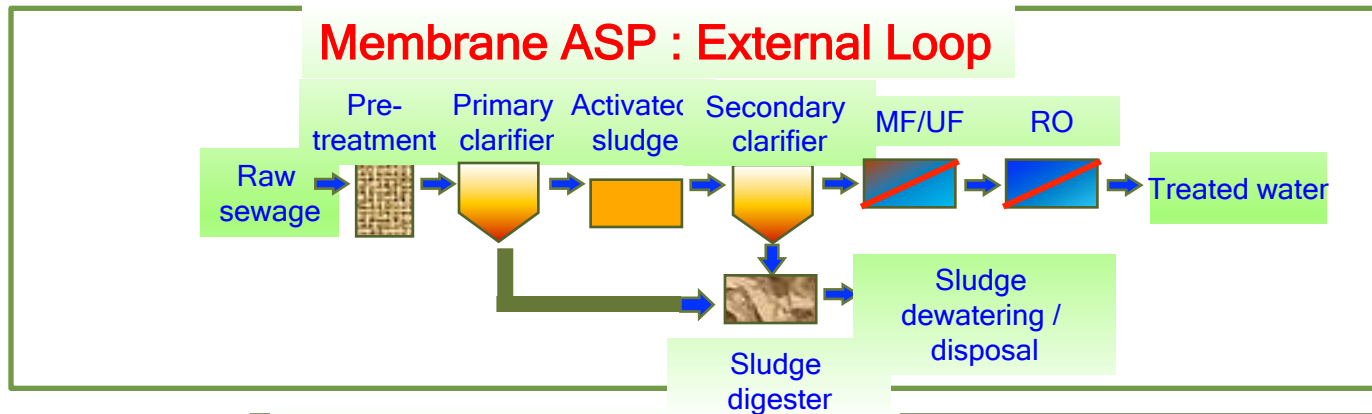 Membrane ASP : External Loop
Pre-
treatment
Primary
clarifier
Activated
sludge
Secondary
clarifier
MF/UF
RO
Raw
sewage
Treated water
Sludge
dewatering /
disposal
Sludge
digester